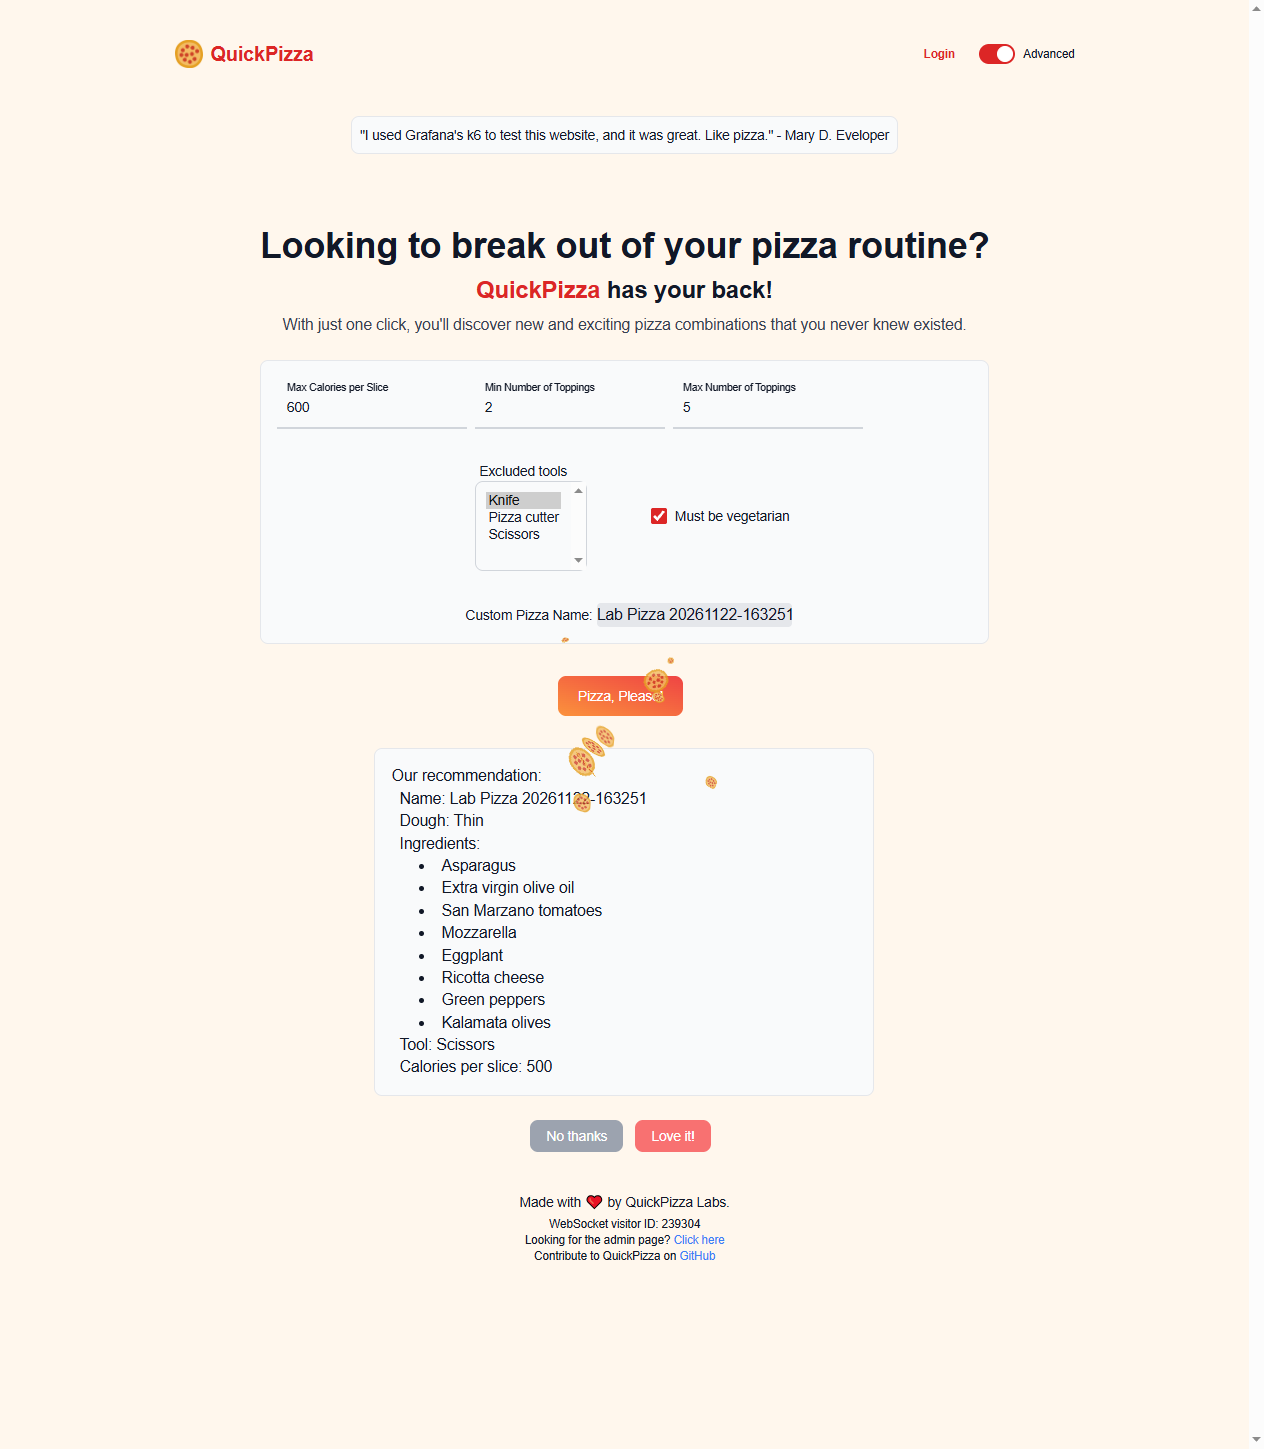 QuickPizza
Login
Advanced
"I used Grafana's k6 to test this website, and it was great. Like pizza." - Mary D. Eveloper
Looking to break out of your pizza routine?
QuickPizza has your back!
With just one click, you'll discover new and exciting pizza combinations that you never knew existed.
Max Calories per Slice
600
Min Number of Toppings
2
Max Number of Toppings
5
Excluded tools
Knife
Pizza cutter
Scissors
Must be vegetarian
Custom Pizza Name: Lab Pizza 20261122-163251
Pizza, Please!
Our recommendation:
Name: Lab Pizza 20261122-163251
Dough: Thin
Ingredients:
• Asparagus
• Extra virgin olive oil
• San Marzano tomatoes
• Mozzarella
• Eggplant
• Ricotta cheese
• Green peppers
• Kalamata olives
Tool: Scissors
Calories per slice: 500
No thanks
Love it!
Made with ❤ by QuickPizza Labs.
WebSocket visitor ID: 239304
Looking for the admin page? Click here
Contribute to QuickPizza on GitHub